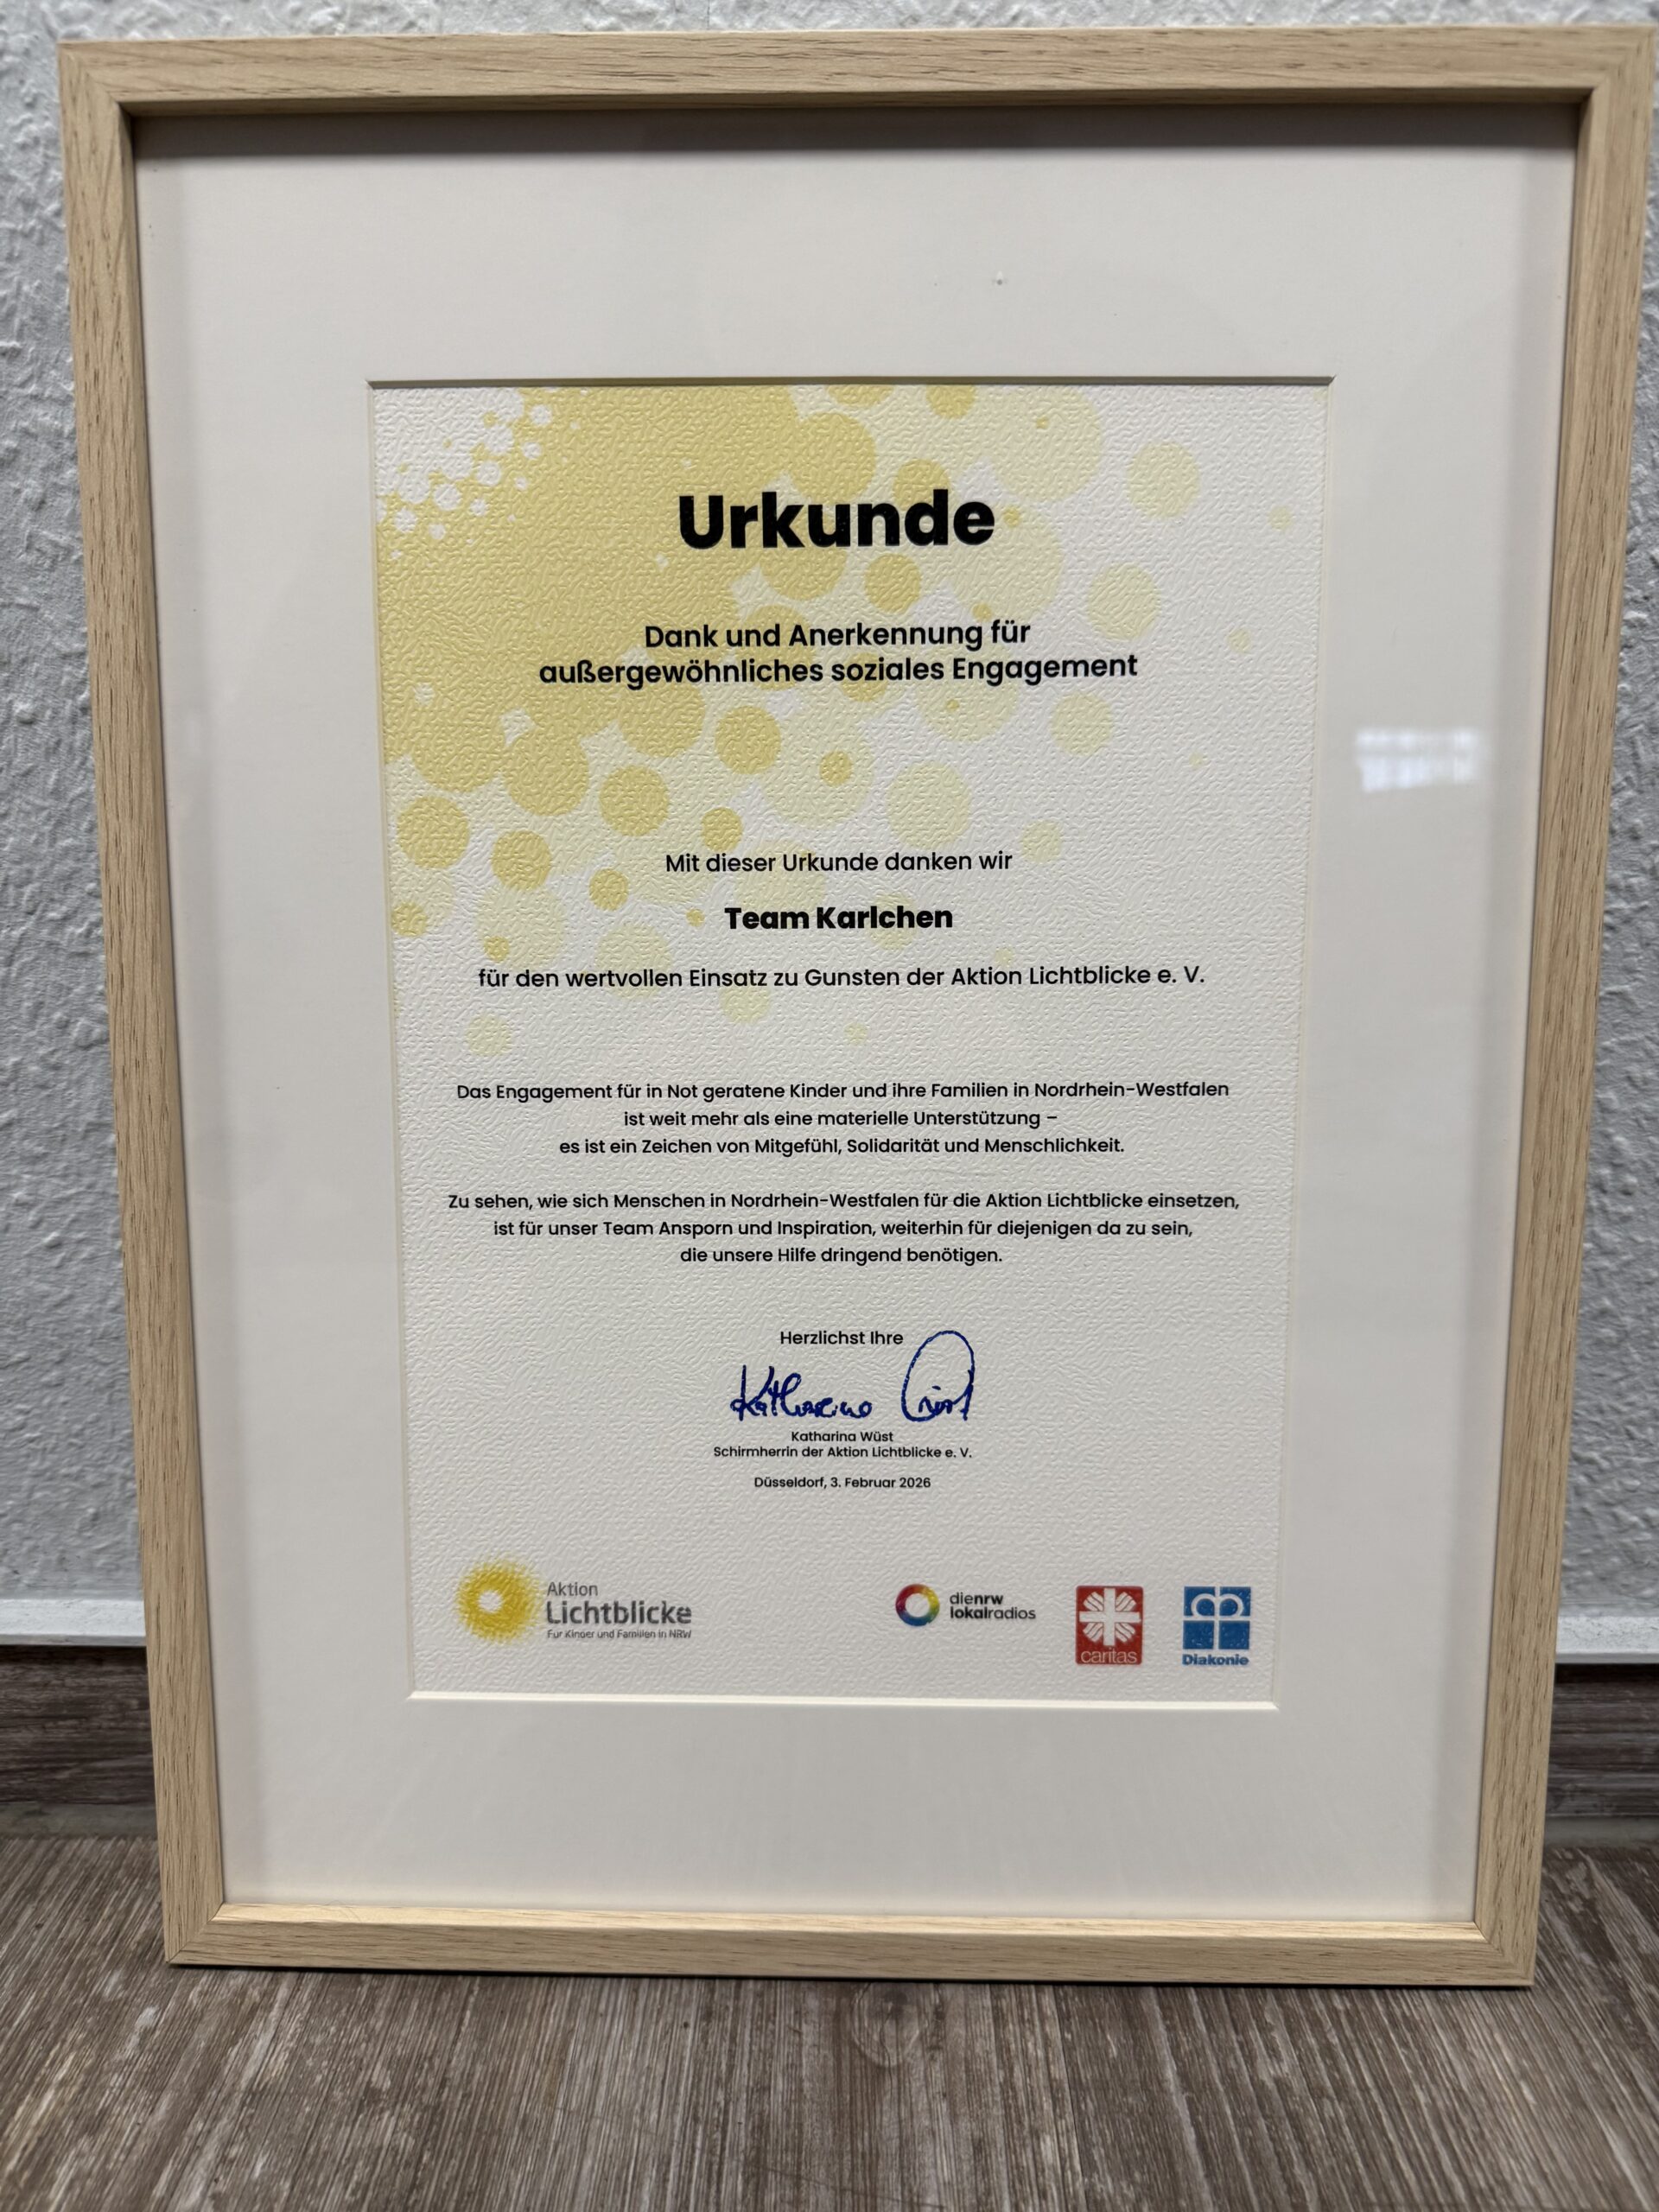 Urkunde
Dank und Anerkennung für
außergewöhnliches soziales Engagement
Mit dieser Urkunde danken wir
Team Karlchen
für den wertvollen Einsatz zu Gunsten der Aktion Lichtblicke e. V.
Das Engagement für in Not geratene Kinder und ihre Familien in Nordrhein-Westfalen
ist weit mehr als eine materielle Unterstützung –
es ist ein Zeichen von Mitgefühl, Solidarität und Menschlichkeit.
Zu sehen, wie sich Menschen in Nordrhein-Westfalen für die Aktion Lichtblicke einsetzen,
ist für unser Team Ansporn und Inspiration, weiterhin für diejenigen da zu sein,
die unsere Hilfe dringend benötigen.
Herzlichst Ihre
Katharina Wüst
Katharina Wüst
Schirmherrin der Aktion Lichtblicke e. V.
Düsseldorf, 3. Februar 2026
Aktion
Lichtblicke
Für Kinder und Familien in NRW
dienrw
lokalradios
caritas
Diakonie